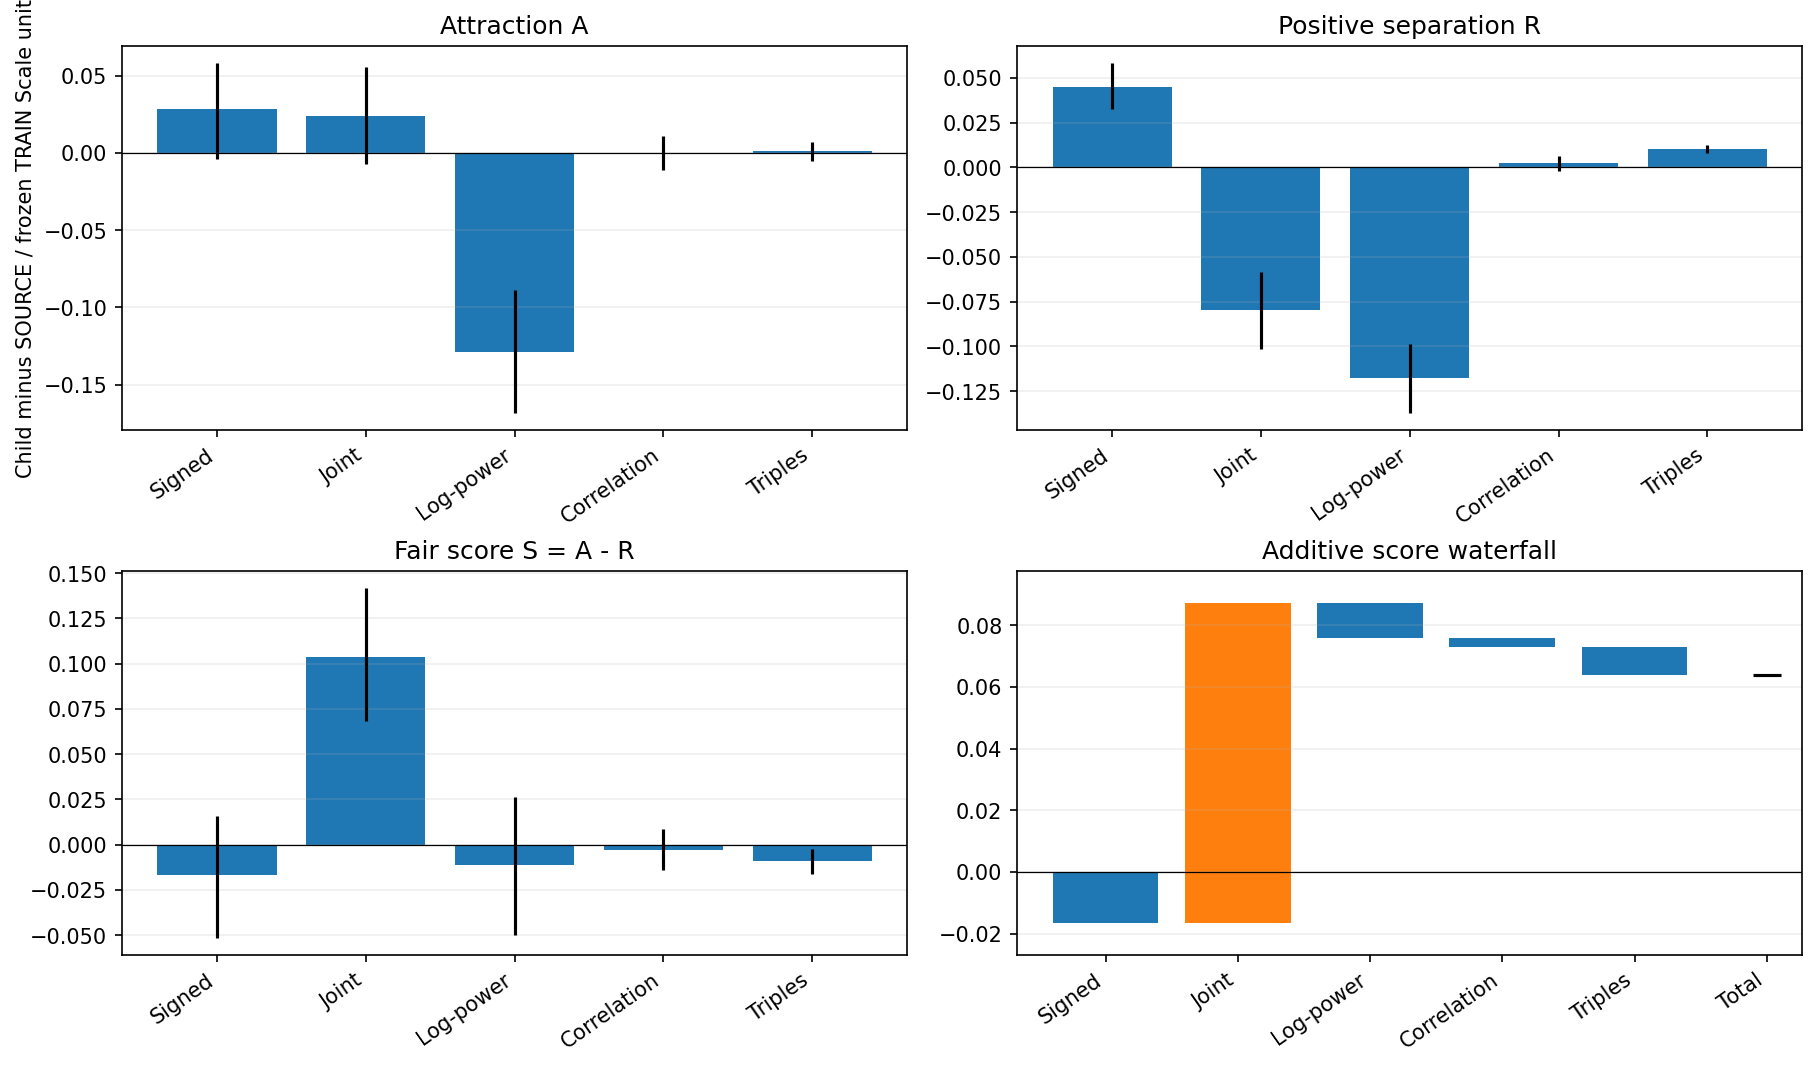 Attraction A
Child minus SOURCE / frozen TRAIN Scale unit
0.05
0.00
−0.05
−0.10
−0.15
Signed
Joint
Log-power
Correlation
Triples
Positive separation R
0.050
0.025
0.000
−0.025
−0.050
−0.075
−0.100
−0.125
Signed
Joint
Log-power
Correlation
Triples
Fair score S = A - R
0.150
0.125
0.100
0.075
0.050
0.025
0.000
−0.025
−0.050
Signed
Joint
Log-power
Correlation
Triples
Additive score waterfall
0.08
0.06
0.04
0.02
0.00
−0.02
Signed
Joint
Log-power
Correlation
Triples
Total